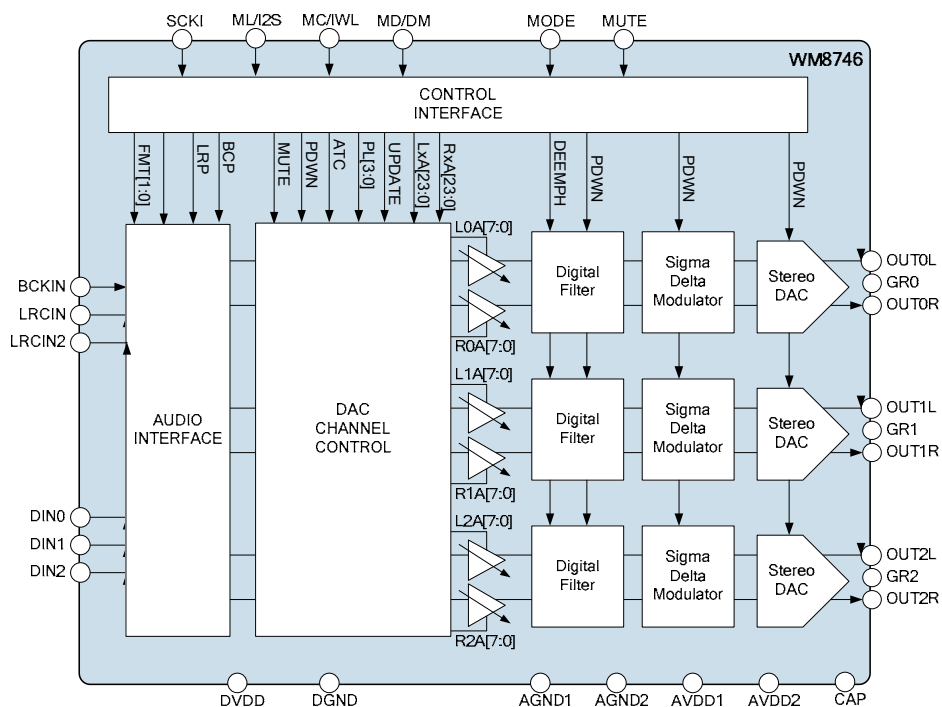 SCKI
ML/I2S
MC/IWL
MD/DM
MODE
MUTE
WM8746
CONTROL
INTERFACE
FMT[1:0]
LRP
BCP
MUTE
PDWN
ATC
PL[3:0]
UPDATE
LxA[23:0]
RxA[23:0]
DEEMPH
PDWN
PDWN
PDWN
BCKIN
LRCIN
LRCIN2
DIN0
DIN1
DIN2
AUDIO
INTERFACE
DAC
CHANNEL
CONTROL
L0A[7:0]
R0A[7:0]
Digital
Filter
Sigma
Delta
Modulator
Stereo
DAC
OUT0L
GR0
OUT0R
L1A[7:0]
R1A[7:0]
Digital
Filter
Sigma
Delta
Modulator
Stereo
DAC
OUT1L
GR1
OUT1R
L2A[7:0]
R2A[7:0]
Digital
Filter
Sigma
Delta
Modulator
Stereo
DAC
OUT2L
GR2
OUT2R
DVDD
DGND
AGND1
AGND2
AVDD1
AVDD2
CAP